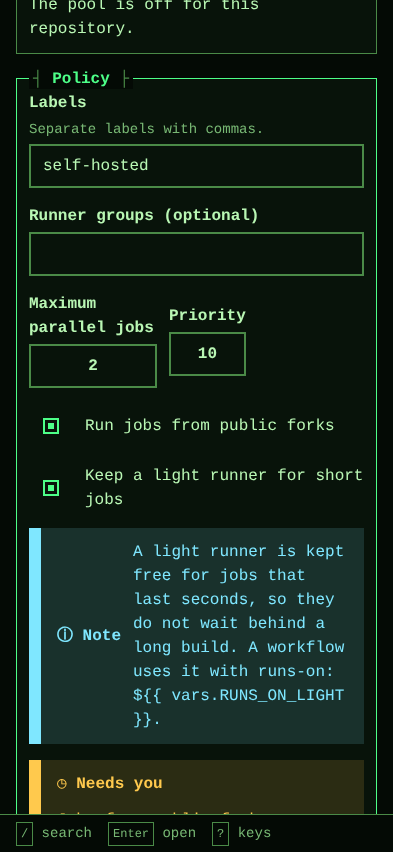 The pool is off for this
repository.
Policy
Labels
Separate labels with commas.
self-hosted
Runner groups (optional)
Maximum
parallel jobs
Priority
2
10
Run jobs from public forks
Keep a light runner for short
jobs
ⓘ Note
A light runner is kept
free for jobs that
last seconds, so they
do not wait behind a
long build. A workflow
uses it with runs-on:
${{ vars.RUNS_ON_LIGHT
}}.
◷ Needs you
/ search Enter open ? keys